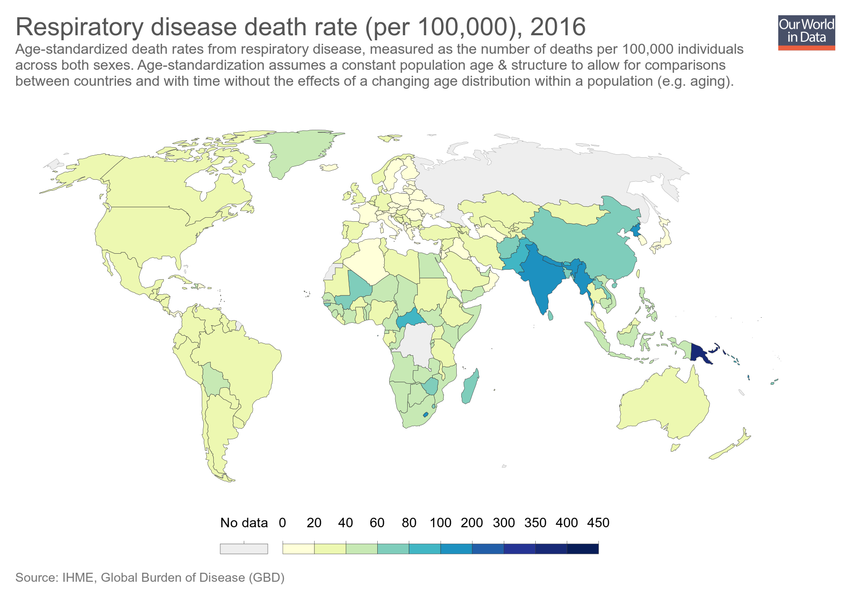 Respiratory disease death rate (per 100,000), 2016
Our World
in Data
Age-standardized death rates from respiratory disease, measured as the number of deaths per 100,000 individuals
across both sexes. Age-standardization assumes a constant population age & structure to allow for comparisons
between countries and with time without the effects of a changing age distribution within a population (e.g. aging).
No data 0 20 40 60 80 100 200 300 350 400 450
Source: IHME, Global Burden of Disease (GBD)